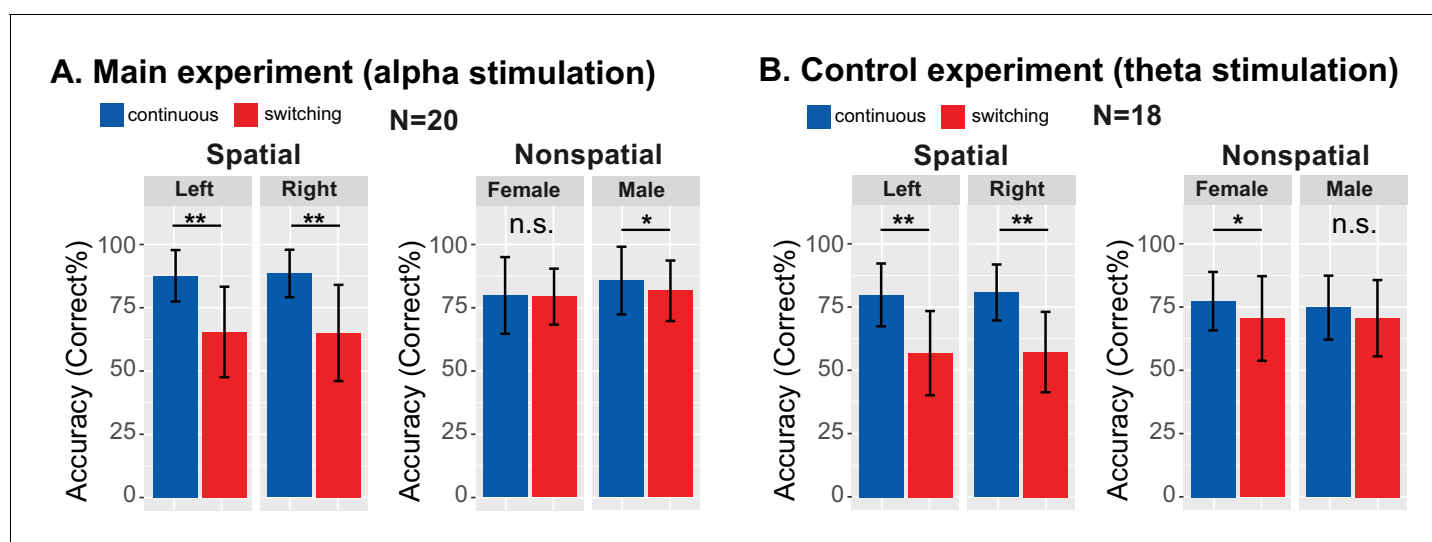 A. Main experiment (alpha stimulation)
continuous switching N=20
Spatial
Left Right
** **
Accuracy (Correct%)
100
75
50
25
0
Nonspatial
Female Male
n.s. *
Accuracy (Correct%)
100
75
50
25
0
B. Control experiment (theta stimulation)
continuous switching N=18
Spatial
Left Right
** **
Accuracy (Correct%)
100
75
50
25
0
Nonspatial
Female Male
* n.s.
Accuracy (Correct%)
100
75
50
25
0